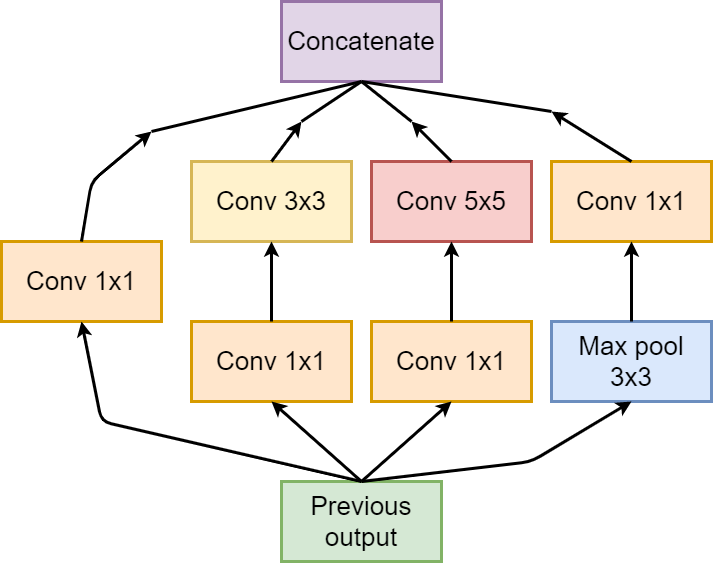 Concatenate
Conv 3x3
Conv 5x5
Conv 1x1
Conv 1x1
Conv 1x1
Conv 1x1
Max pool
3x3
Previous
output